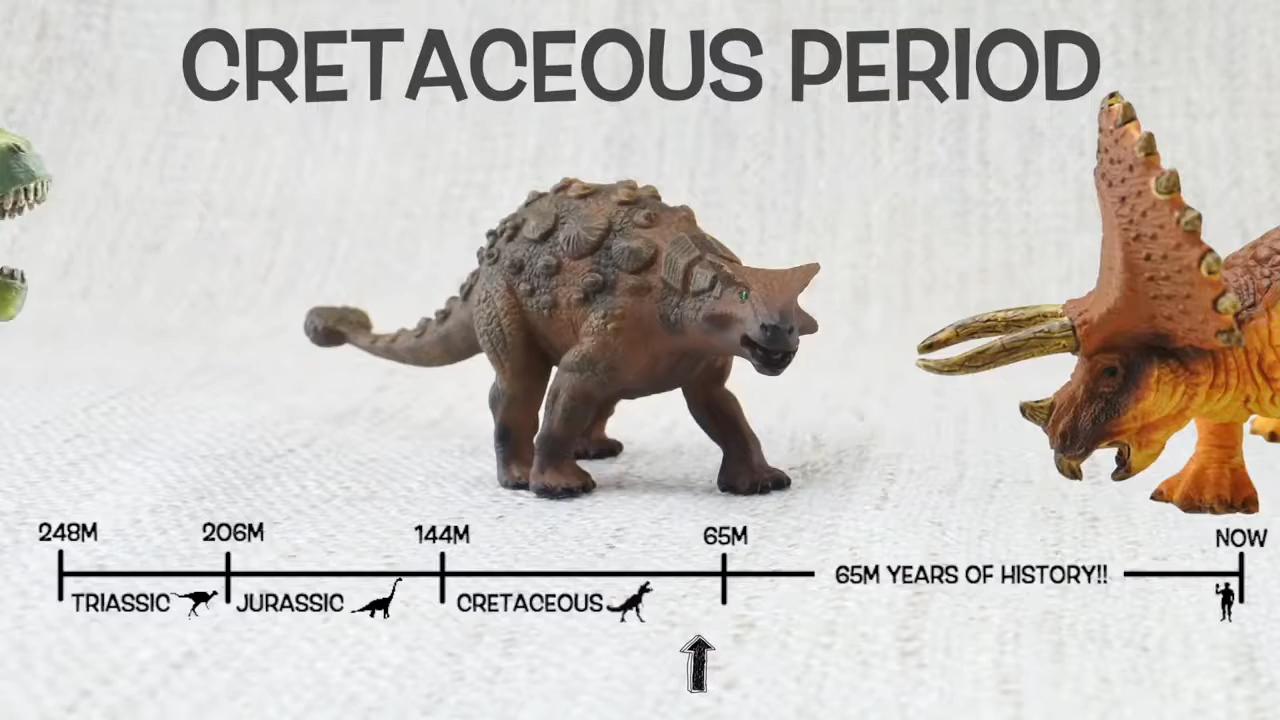 CRETACEOUS PERIOD
248M 206M 144M 65M NOW
65M YEARS OF HISTORY!!
TRIASSIC JURASSIC CRETACEOUS